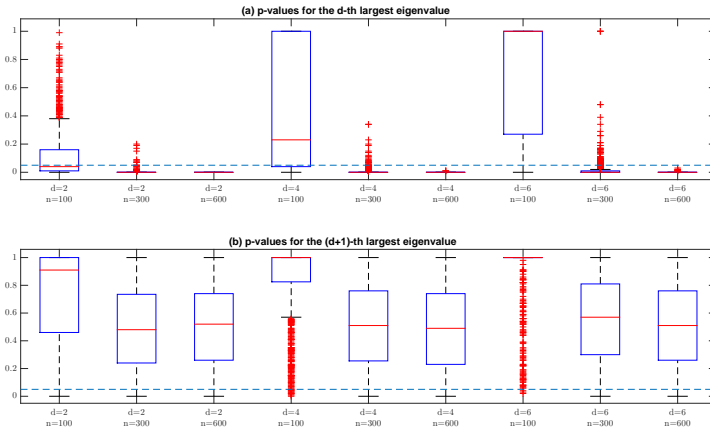 (a) p-values for the d-th largest eigenvalue
1
0.8
0.6
0.4
0.2
0
d=2 d=2 d=2 d=4 d=4 d=4 d=6 d=6 d=6
n=100 n=300 n=600 n=100 n=300 n=600 n=100 n=300 n=600
(b) p-values for the (d+1)-th largest eigenvalue
1
0.8
0.6
0.4
0.2
0
d=2 d=2 d=2 d=4 d=4 d=4 d=6 d=6 d=6
n=100 n=300 n=600 n=100 n=300 n=600 n=100 n=300 n=600